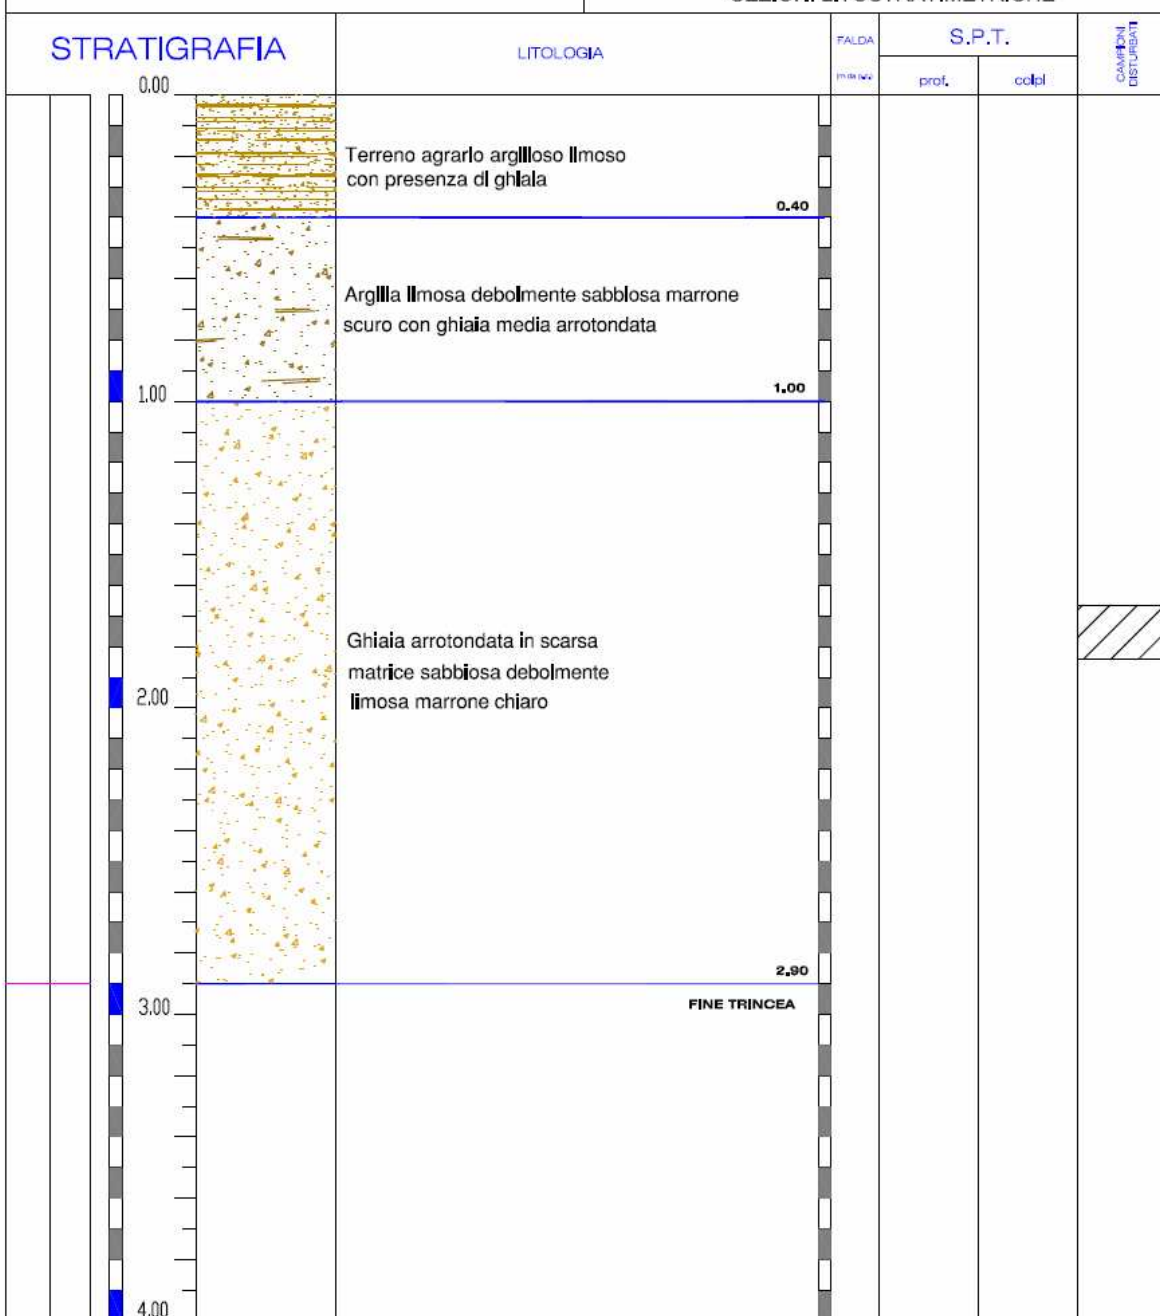 STRATIGRAFIA
LITOLOGIA
FALDA
S.P.T.
prof.
colpi
CAMPIONI
DISTURBATI
0.00
Terreno agrario argilloso limoso
con presenza di ghiaia
0.40
Argilla limosa debolmente sabbiosa marrone
scuro con ghiaia media arrotondata
1.00
1.00
Ghiaia arrotondata in scarsa
matrice sabbiosa debolmente
limosa marrone chiaro
2.00
2.90
FINE TRINCEA
3.00
4.00